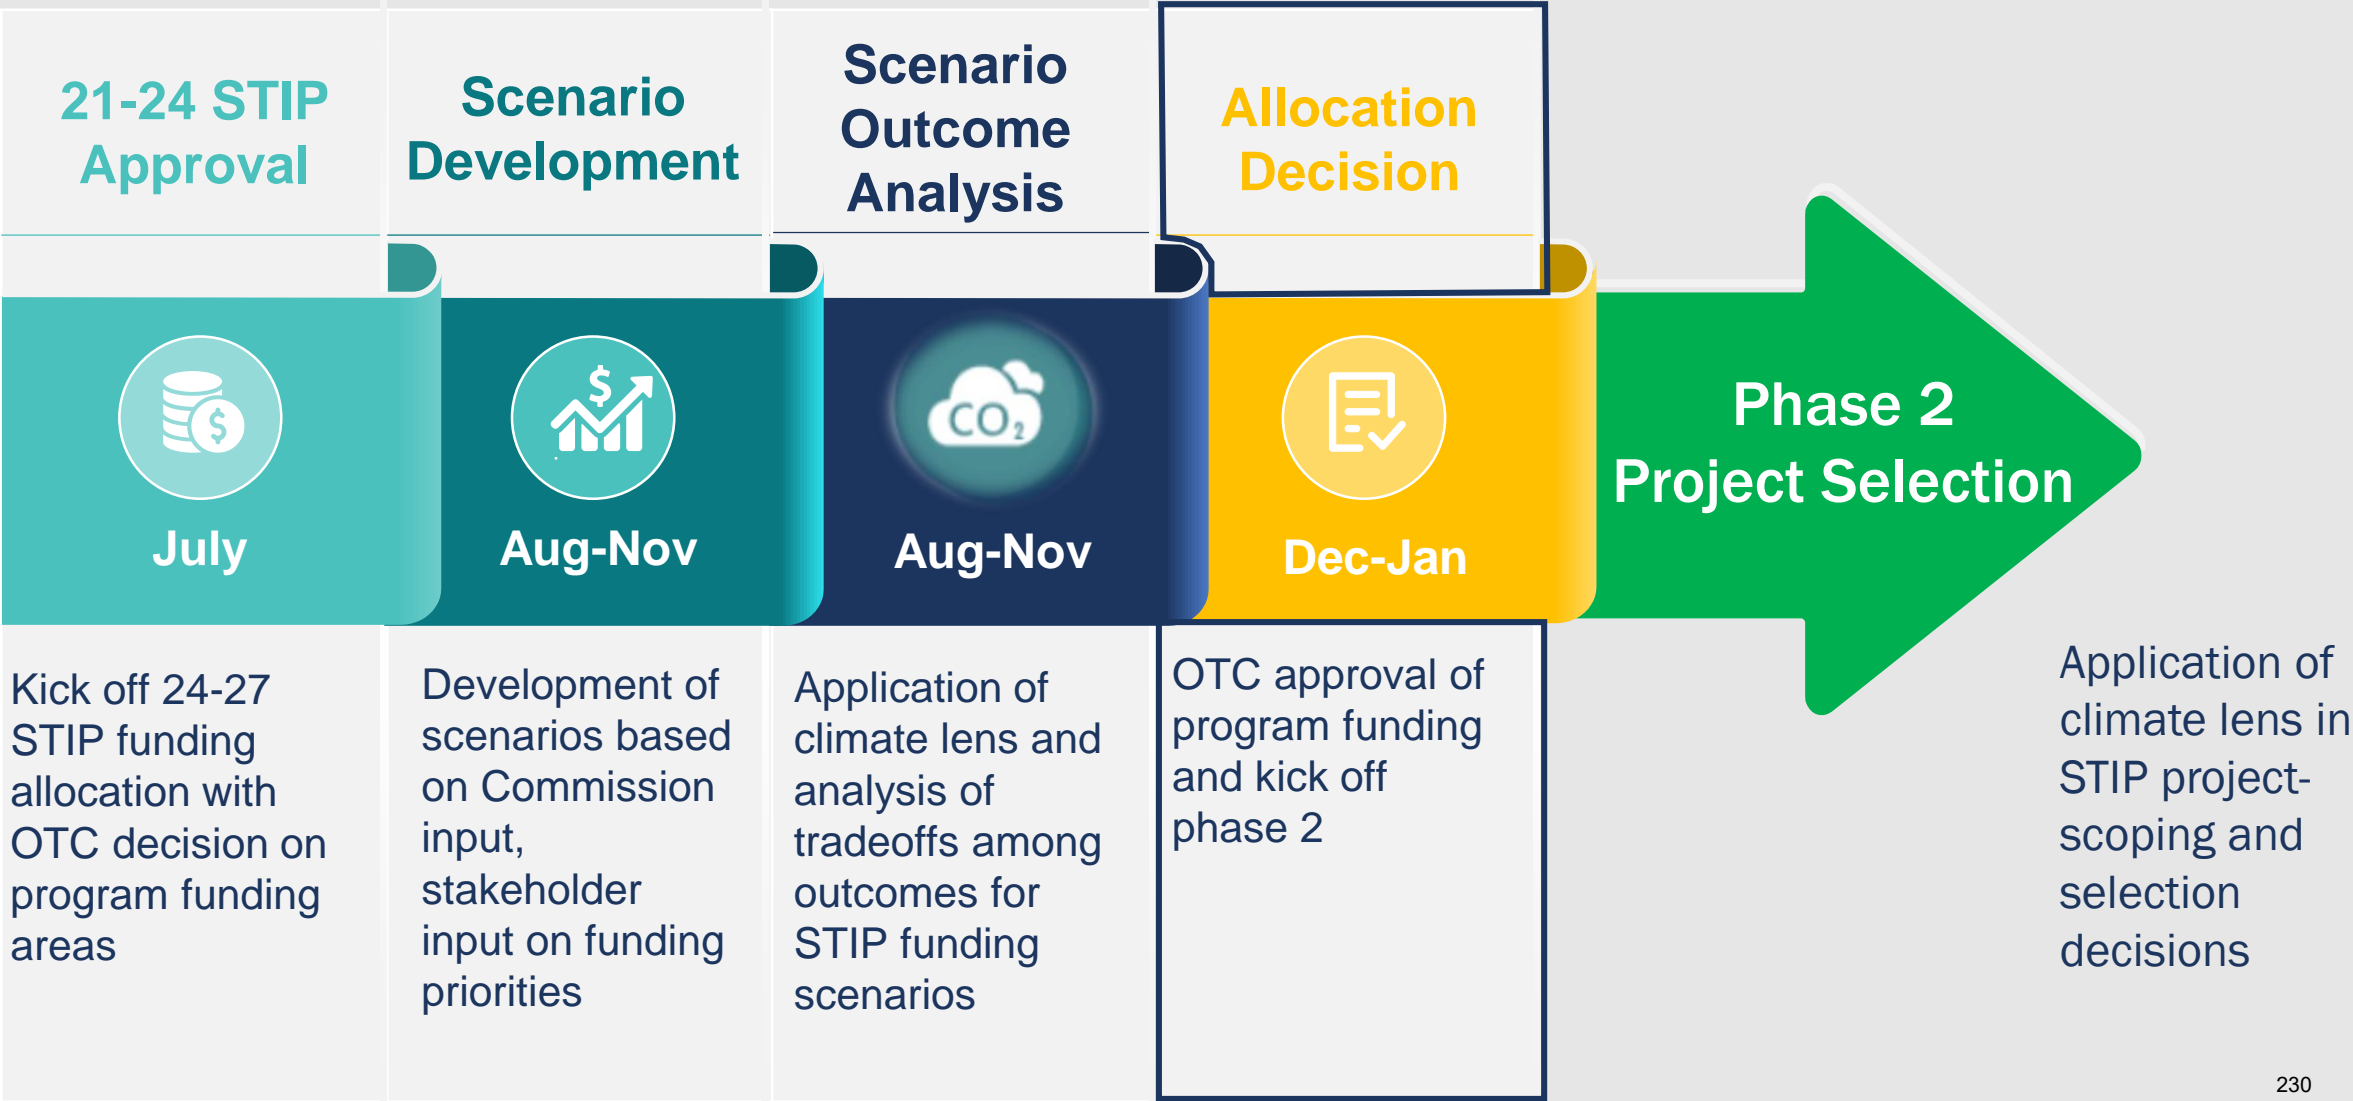 21-24 STIP
Approval
Scenario
Development
Scenario
Outcome
Analysis
Allocation
Decision
$
July
$
Aug-Nov
CO2
Aug-Nov
Dec-Jan
Phase 2
Project Selection
Kick off 24-27
STIP funding
allocation with
OTC decision on
program funding
areas
Development of
scenarios based
on Commission
input,
stakeholder
input on funding
priorities
Application of
climate lens and
analysis of
tradeoffs among
outcomes for
STIP funding
scenarios
OTC approval of
program funding
and kick off
phase 2
Application of
climate lens in
STIP project-
scoping and
selection
decisions
230